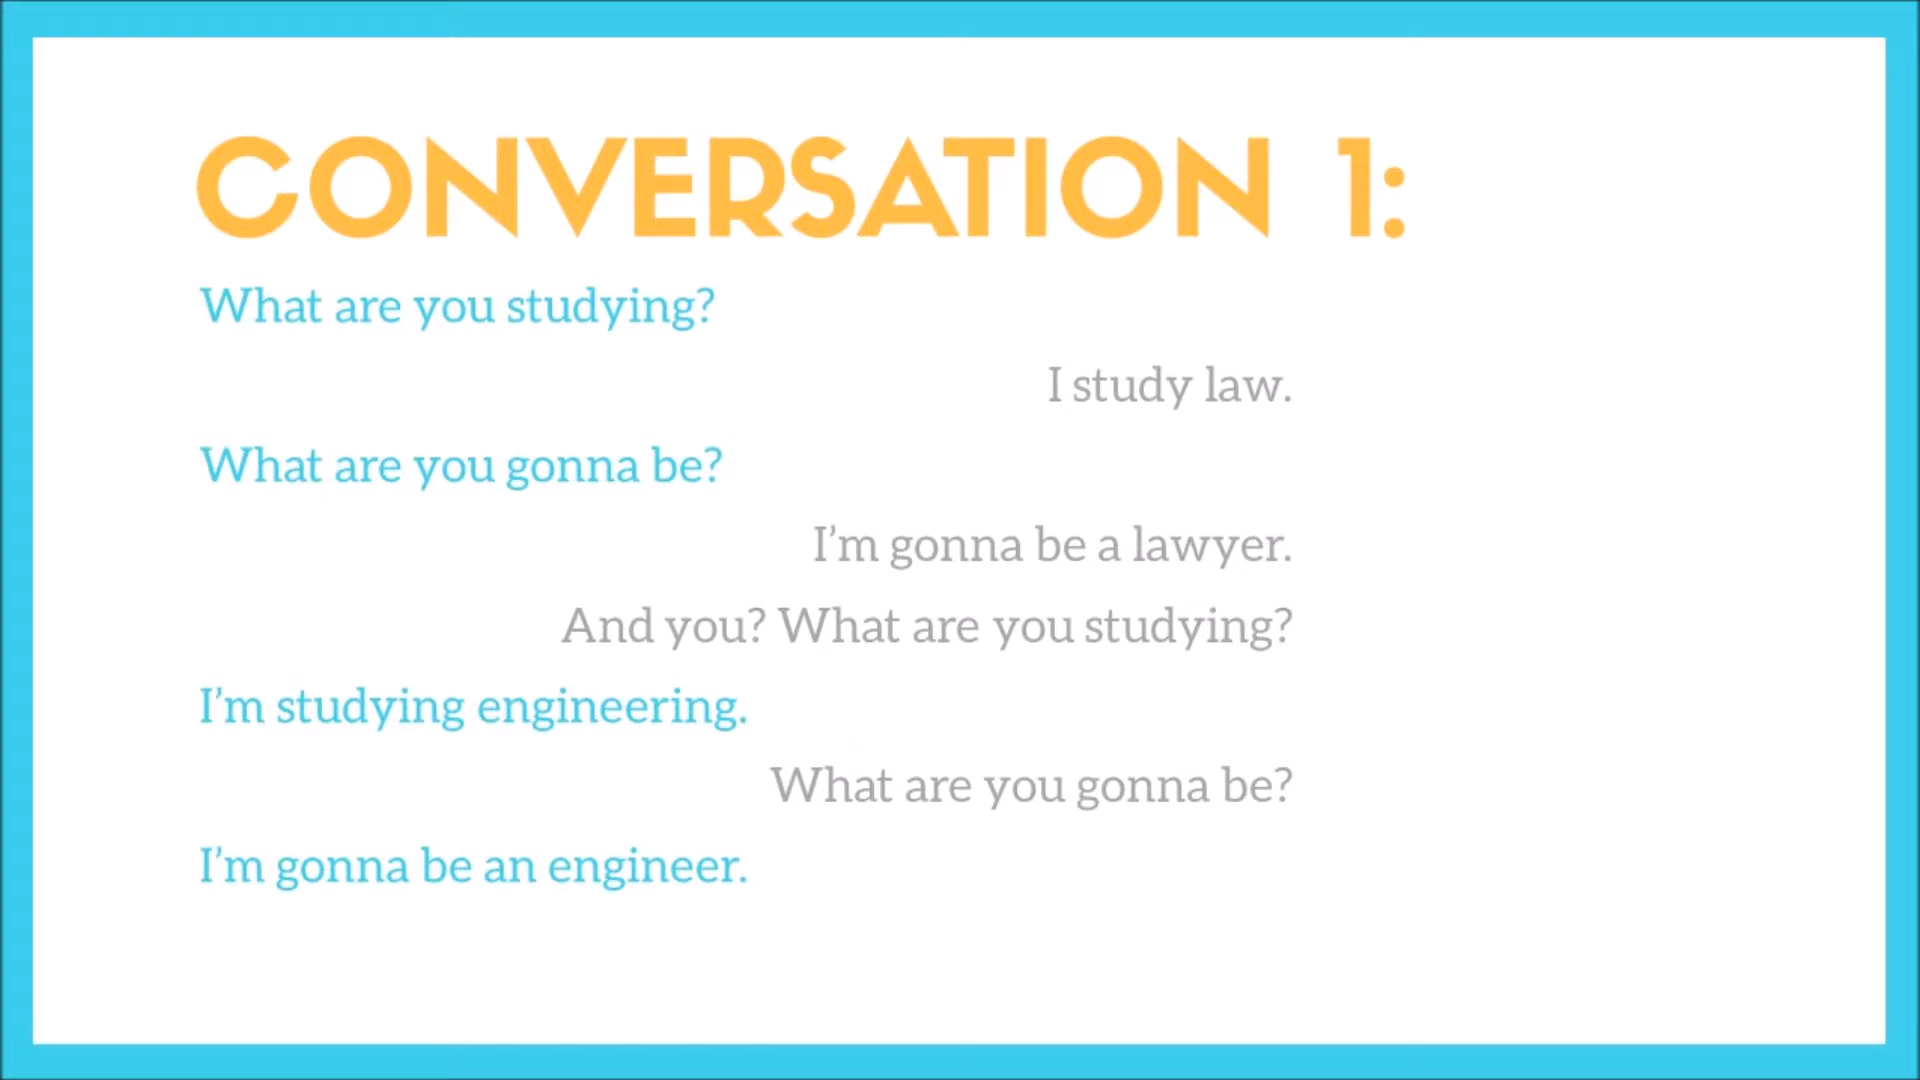 CONVERSATION 1:
What are you studying?
I study law.
What are you gonna be?
I’m gonna be a lawyer.
And you? What are you studying?
I’m studying engineering.
What are you gonna be?
I’m gonna be an engineer.